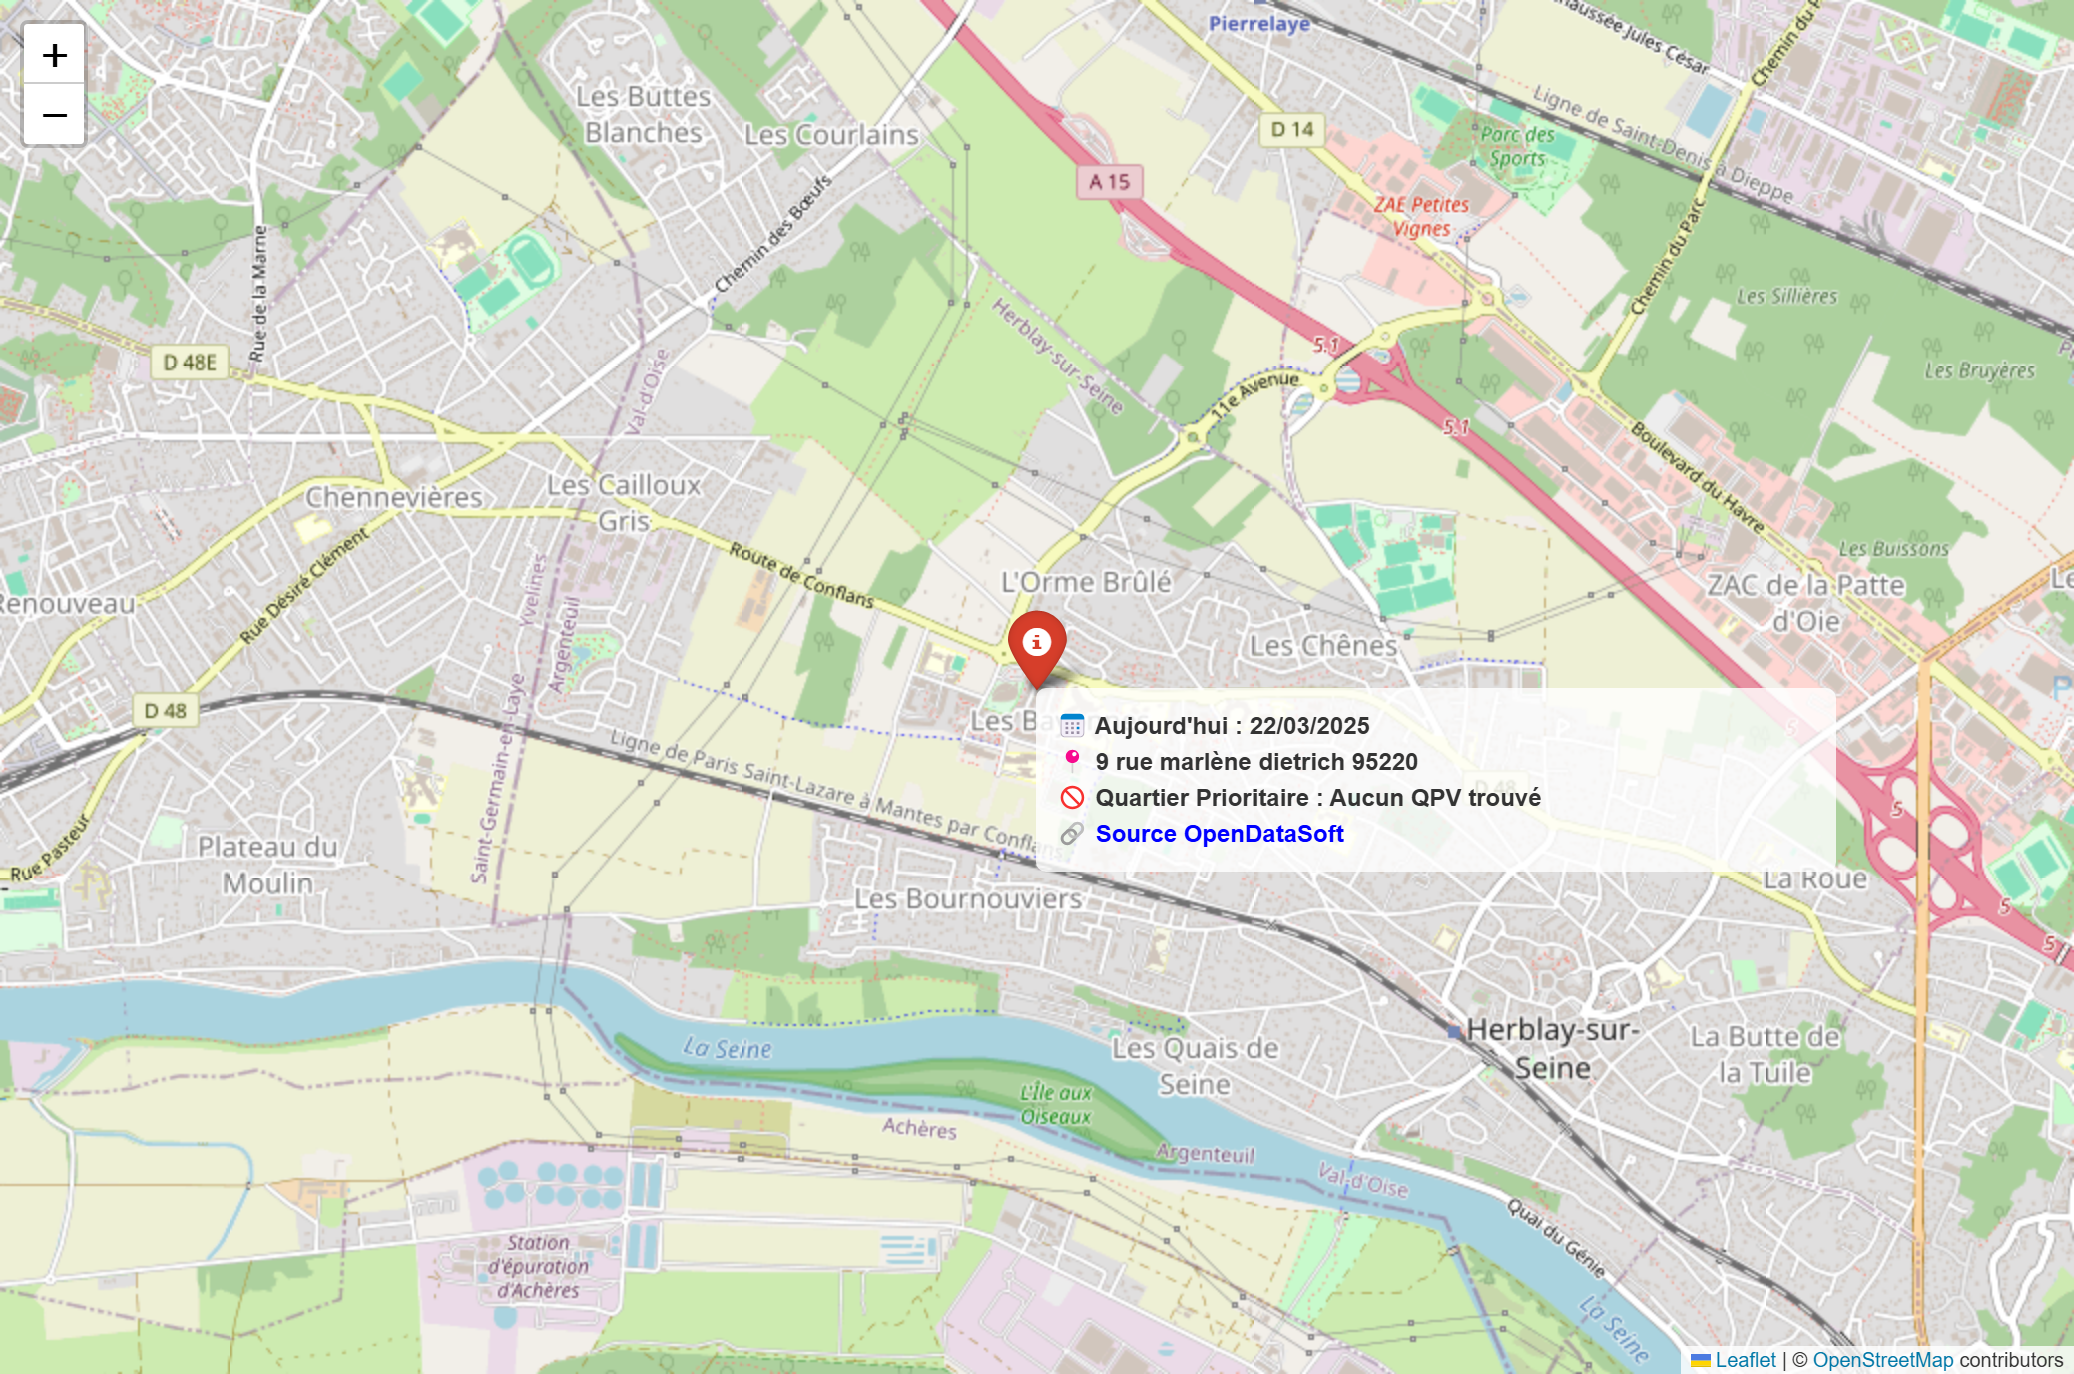 +
−
Pierrelaye
Chaussée Jules César
Chemin du P
Les Buttes
Blanches
Les Courlains
D 14
Ligne de Saint-Denis à Dieppe
Parc des
Sports
A 15
ZAE Petites
Vignes
Chemin des Bœufs
Rue de la Marne
Chemin du Parc
Les Sillières
Herblay-sur-Seine
Val-d'Oise
D 48E
5.1
11e Avenue
Les Bruyères
5.1
Boulevard du Havre
Chennevières
Les Cailloux
Gris
Route de Conflans
Rue Désiré Clément
Les Buissons
L'Orme Brûlé
ZAC de la Patte
d'Oie
Renouveau
Yvelines
Argenteuil
Les Chênes
D 48
Saint-Germain-en-Laye
Les Ba
Ligne de Paris Saint-Lazare à Mantes par Conflans
5
Aujourd'hui : 22/03/2025
9 rue marlène dietrich 95220
D 48
Quartier Prioritaire : Aucun QPV trouvé
Source OpenDataSoft
5
Rue Pasteur
Plateau du
Moulin
Les Bournouviers
La Roue
5
5
La Seine
Herblay-sur-
Seine
Les Quais de
Seine
La Butte de
la Tuile
L'Île aux
Oiseaux
Achères
Argenteuil
Val-d'Oise
Quai du Génie
Station
d'épuration
d'Achères
La Seine
Leaflet | © OpenStreetMap contributors